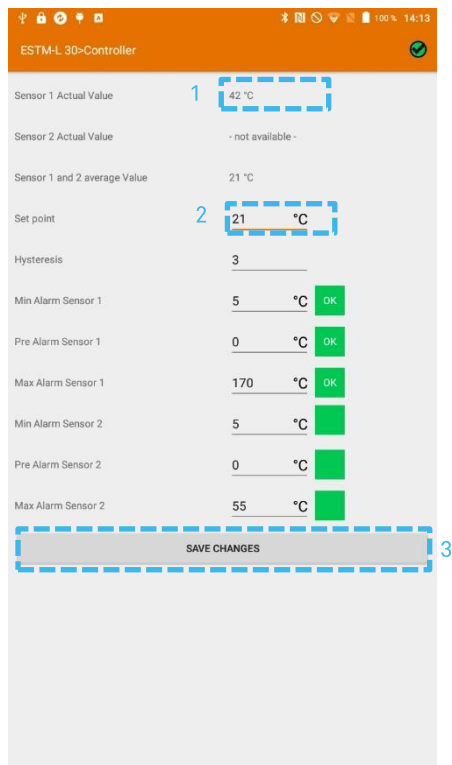 100 % 14:13
ESTM-L 30>Controller
Sensor 1 Actual Value 1 42 °C
Sensor 2 Actual Value - not available -
Sensor 1 and 2 average Value 21 °C
Set point 2 21 °C
Hysteresis 3
Min Alarm Sensor 1 5 °C OK
Pre Alarm Sensor 1 0 °C OK
Max Alarm Sensor 1 170 °C OK
Min Alarm Sensor 2 5 °C
Pre Alarm Sensor 2 0 °C
Max Alarm Sensor 2 55 °C
SAVE CHANGES 3